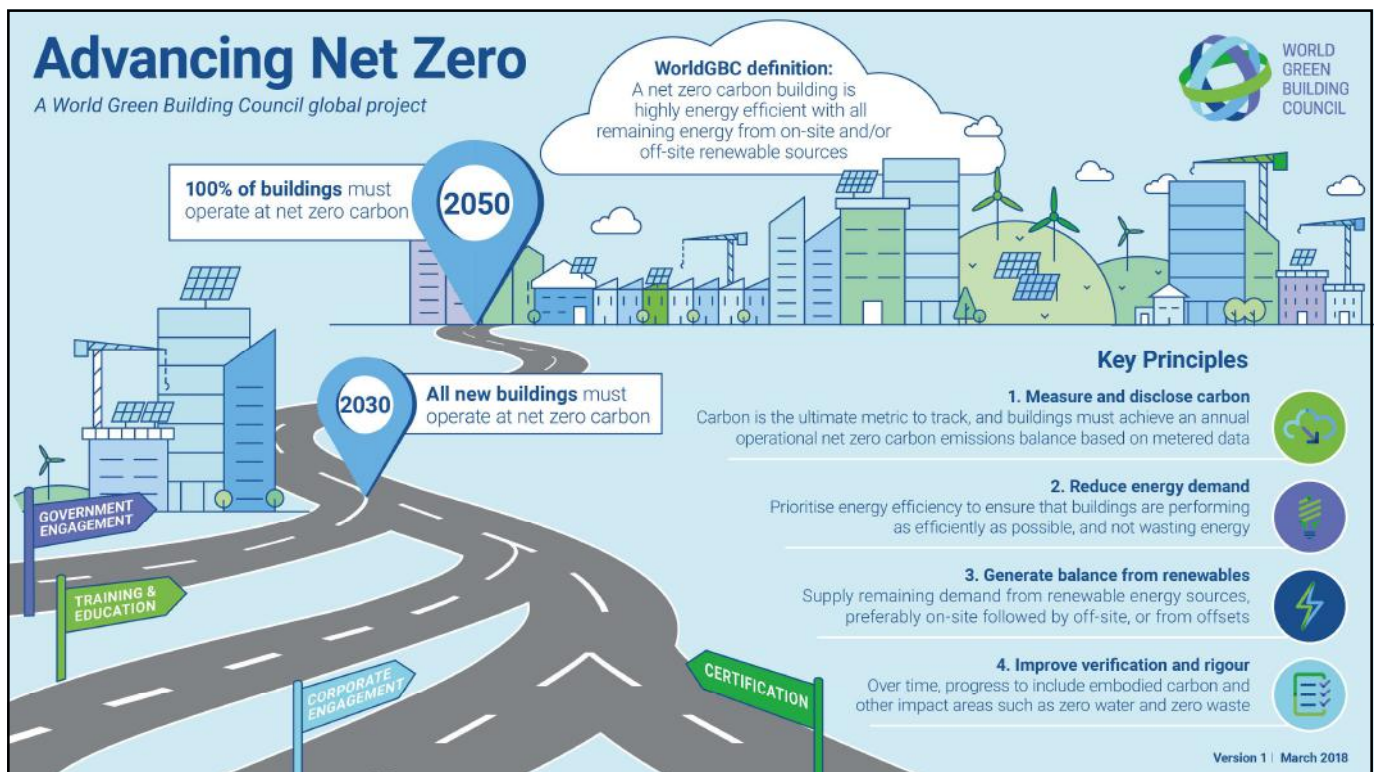 Advancing Net Zero
A World Green Building Council global project
WorldGBC definition:
A net zero carbon building is
highly energy efficient with all
remaining energy from on-site and/or
off-site renewable sources
WORLD
GREEN
BUILDING
COUNCIL
100% of buildings must
operate at net zero carbon
2050
2030
All new buildings must
operate at net zero carbon
GOVERNMENT
ENGAGEMENT
TRAINING &
EDUCATION
CORPORATE
ENGAGEMENT
CERTIFICATION
Key Principles
1. Measure and disclose carbon
Carbon is the ultimate metric to track, and buildings must achieve an annual
operational net zero carbon emissions balance based on metered data
2. Reduce energy demand
Prioritise energy efficiency to ensure that buildings are performing
as efficiently as possible, and not wasting energy
3. Generate balance from renewables
Supply remaining demand from renewable energy sources,
preferably on-site followed by off-site, or from offsets
4. Improve verification and rigour
Over time, progress to include embodied carbon and
other impact areas such as zero water and zero waste
Version 1 | March 2018